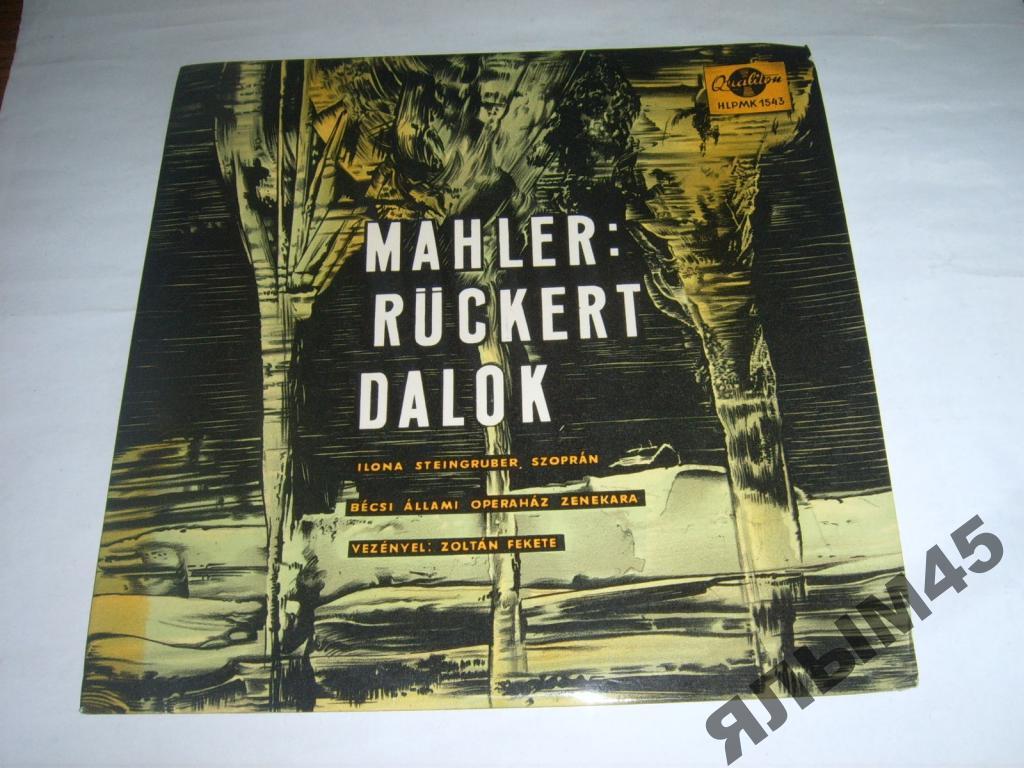 Qualiton
HLPMK 1543
MAHLER:
RÜCKERT
DALOK
ILONA STEINGRUBER, SZOPRÁN
BÉCSI ÁLLAMI OPERAHÁZ ZENEKARA
VEZÉNYEL: ZOLTÁN FEKETE
ЯЛЫМ45